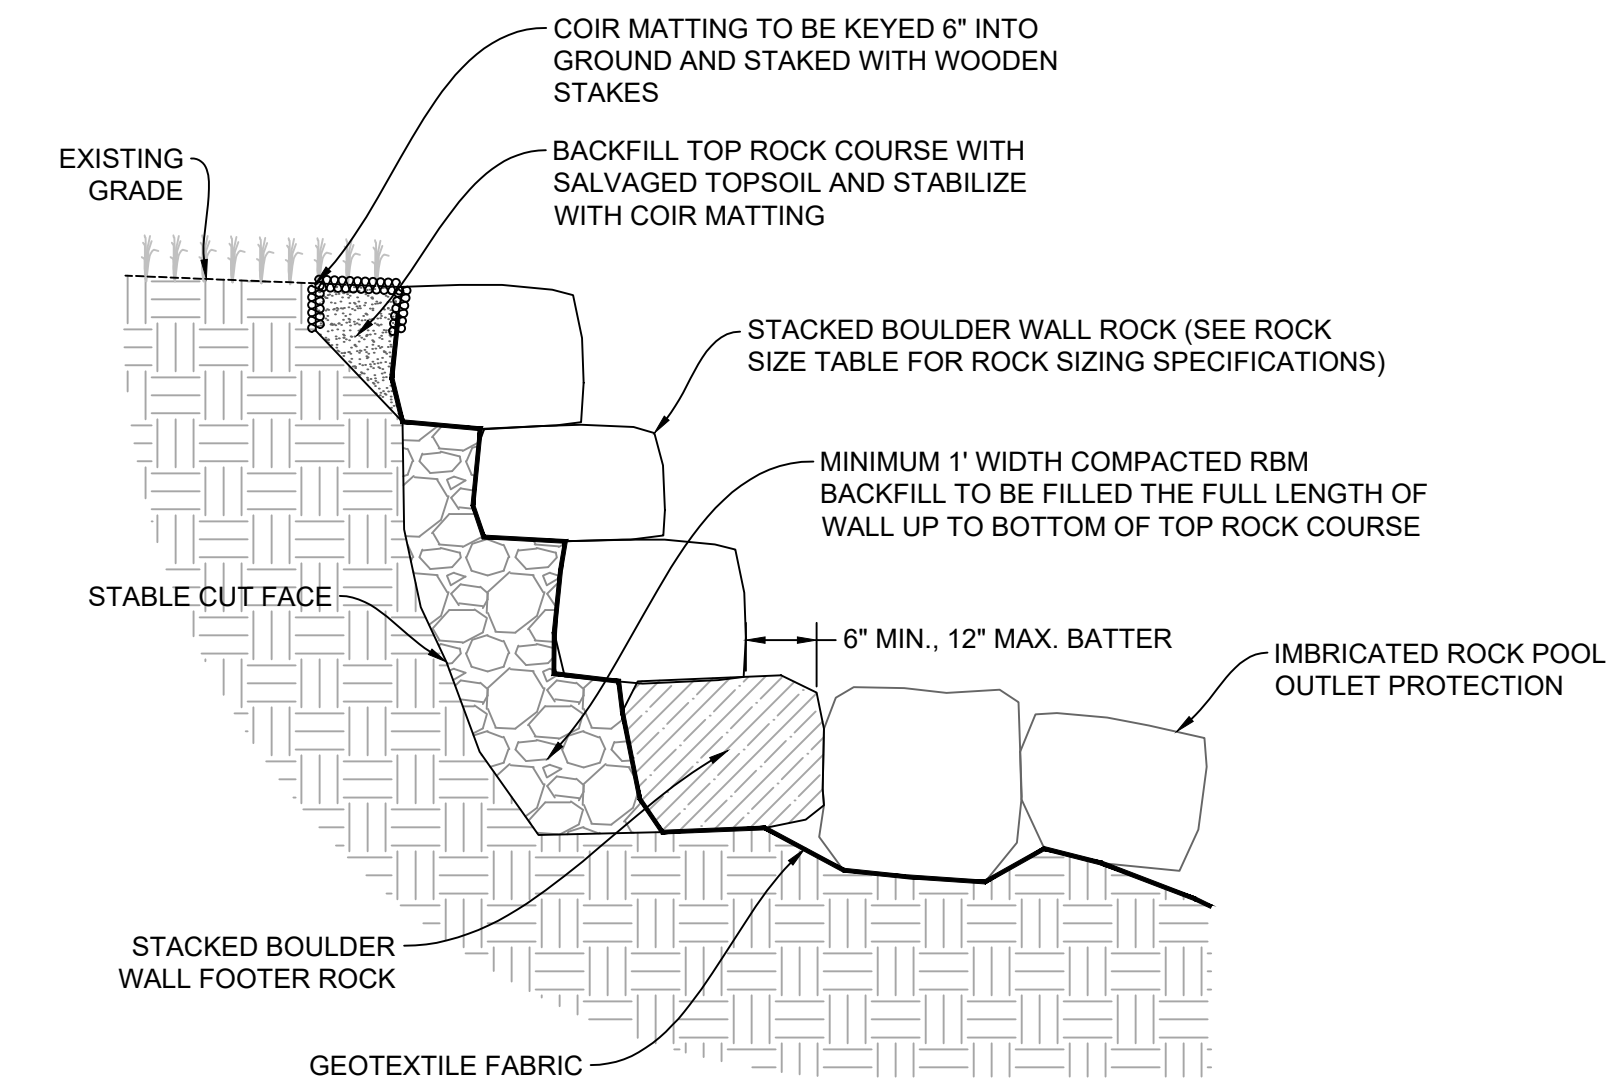 COIR MATTING TO BE KEYED 6" INTO
GROUND AND STAKED WITH WOODEN
STAKES
BACKFILL TOP ROCK COURSE WITH
SALVAGED TOPSOIL AND STABILIZE
WITH COIR MATTING
EXISTING
GRADE
STACKED BOULDER WALL ROCK (SEE ROCK
SIZE TABLE FOR ROCK SIZING SPECIFICATIONS)
MINIMUM 1' WIDTH COMPACTED RBM
BACKFILL TO BE FILLED THE FULL LENGTH OF
WALL UP TO BOTTOM OF TOP ROCK COURSE
STABLE CUT FACE
6" MIN., 12" MAX. BATTER
IMBRICATED ROCK POOL
OUTLET PROTECTION
STACKED BOULDER
WALL FOOTER ROCK
GEOTEXTILE FABRIC